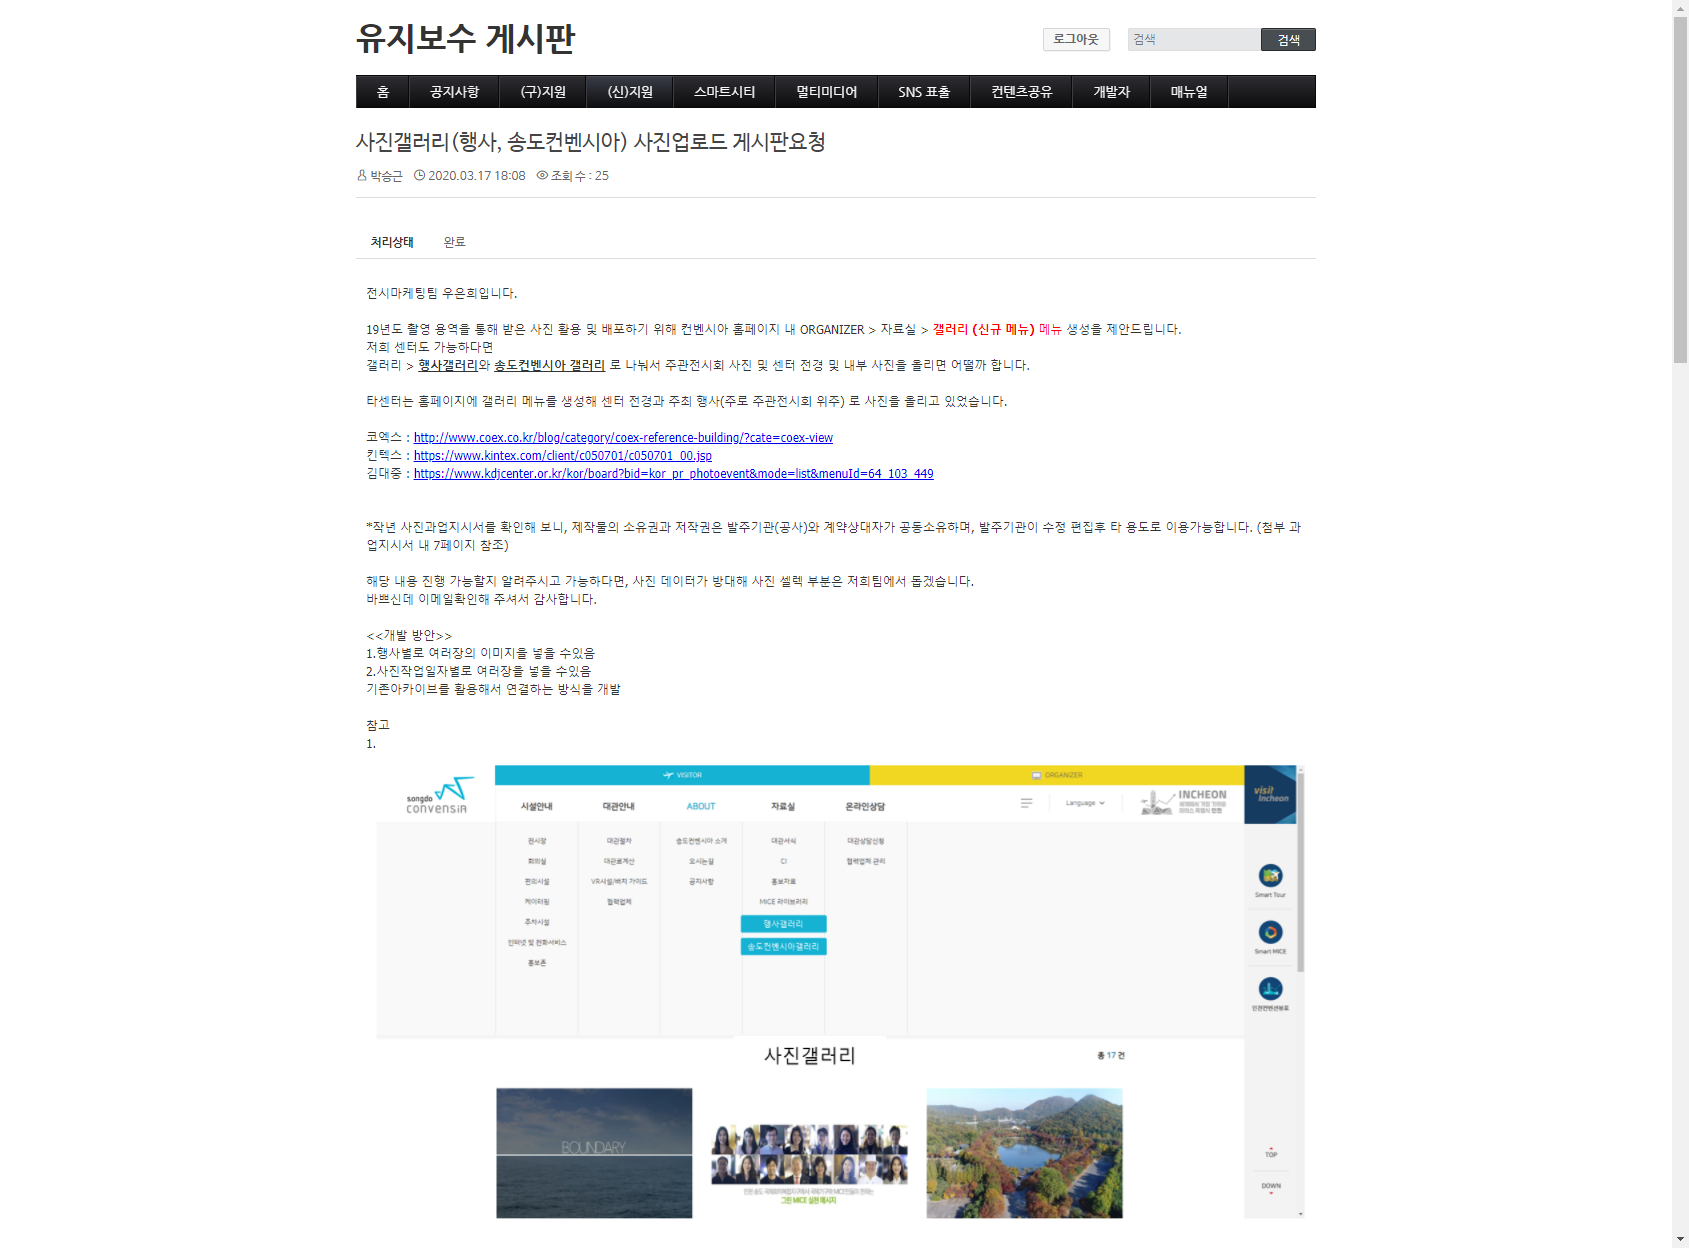 유지보수 게시판
로그아웃
검색
검색
홈 공지사항 (구)지원 (신)지원 스마트시티 멀티미디어 SNS 표출 컨텐츠공유 개발자 매뉴얼
사진갤러리(행사, 송도컨벤시아) 사진업로드 게시판요청
박승근 2020.03.17 18:08 조회 수 : 25
처리상태 완료
전시마케팅팀 우은희입니다.
19년도 촬영 용역을 통해 받은 사진 활용 및 배포하기 위해 컨벤시아 홈페이지 내 ORGANIZER > 자료실 > 갤러리 (신규 메뉴) 메뉴 생성을 제안드립니다.
저희 센터도 가능하다면
갤러리 > 행사갤러리와 송도컨벤시아 갤러리 로 나눠서 주관전시회 사진 및 센터 전경 및 내부 사진을 올리면 어떨까 합니다.
타센터는 홈페이지에 갤러리 메뉴를 생성해 센터 전경과 주최 행사(주로 주관전시회 위주) 로 사진을 올리고 있었습니다.
코엑스 : http://www.coex.co.kr/blog/category/coex-reference-building/?cate=coex-view
킨텍스 : https://www.kintex.com/client/c050701/c050701_00.jsp
김대중 : https://www.kdjcenter.or.kr/kor/board?bid=kor_pr_photoevent&mode=list&menuId=64_103_449
*작년 사진과업지시서를 확인해 보니, 제작물의 소유권과 저작권은 발주기관(공사)와 계약상대자가 공동소유하며, 발주기관이 수정 편집후 타 용도로 이용가능합니다. (첨부 과
업지시서 내 7페이지 참조)
해당 내용 진행 가능할지 알려주시고 가능하다면, 사진 데이터가 방대해 사진 셀렉 부분은 저희팀에서 돕겠습니다.
바쁘신데 이메일확인해 주셔서 감사합니다.
<<개발 방안>>
1.행사별로 여러장의 이미지을 넣을 수있음
2.사진작업일자별로 여러장을 넣을 수있음
기존아카이브를 활용해서 연결하는 방식을 개발
참고
1.
VISITOR ORGANIZER
songdo convensia
시설안내 대관안내 ABOUT 자료실 온라인상담
Language
INCHEON
visit Incheon
전시장 대관절차 송도컨벤시아 소개 대관서식 대관상담신청
회의실 대관료계산 오시는길 CI 협력업체 관리
편의시설 VR시설/배치 가이드 공지사항 홍보자료
케이터링 협력업체 MICE 라이브러리
주차시설 행사갤러리
인터넷 및 전화서비스 송도컨벤시아갤러리
홍보존
Smart Tour
Smart MICE
사진갤러리
총 17 건
BOUNDARY
그린 MICE 실천 메시지
TOP
DOWN